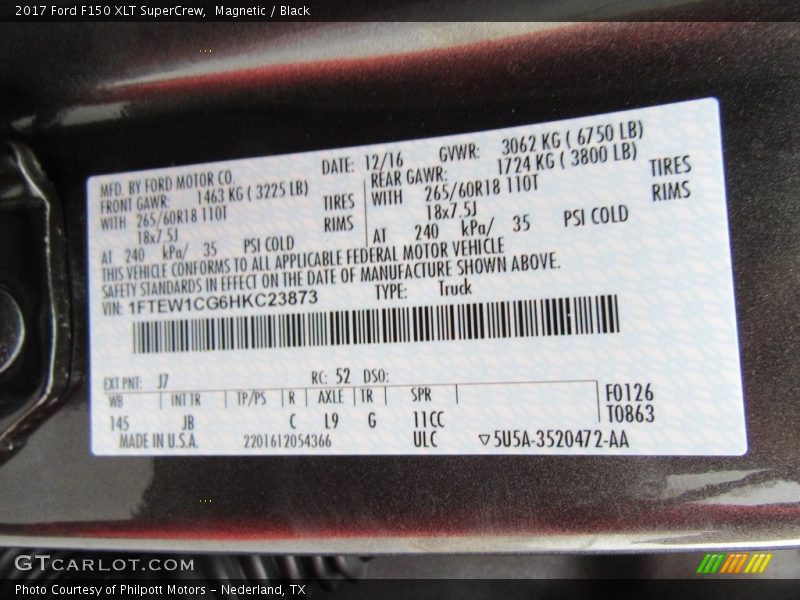 2017 Ford F150 XLT SuperCrew,  Magnetic / Black
MFD. BY FORD MOTOR CO.
DATE: 12/16 GVWR: 3062 KG ( 6750 LB)
FRONT GAWR: 1463 KG ( 3225 LB)
REAR GAWR: 1724 KG ( 3800 LB)
WITH 265/60R18 110T TIRES
WITH 265/60R18 110T TIRES
18x7.5J RIMS
18x7.5J RIMS
AT 240 kPa/ 35 PSI COLD
AT 240 kPa/ 35 PSI COLD
THIS VEHICLE CONFORMS TO ALL APPLICABLE FEDERAL MOTOR VEHICLE
SAFETY STANDARDS IN EFFECT ON THE DATE OF MANUFACTURE SHOWN ABOVE.
VIN: 1FTEW1CG6HKC23873 TYPE: Truck
EXT PNT: J7 RC: 52 DSO:
WB INT TR TP/PS R AXLE TR SPR F0126
145 JB C L9 G 11CC T0863
MADE IN U.S.A. 2201612054366 ULC ▽5U5A-3520472-AA
GTCARLOT.COM
Photo Courtesy of Philpott Motors – Nederland, TX